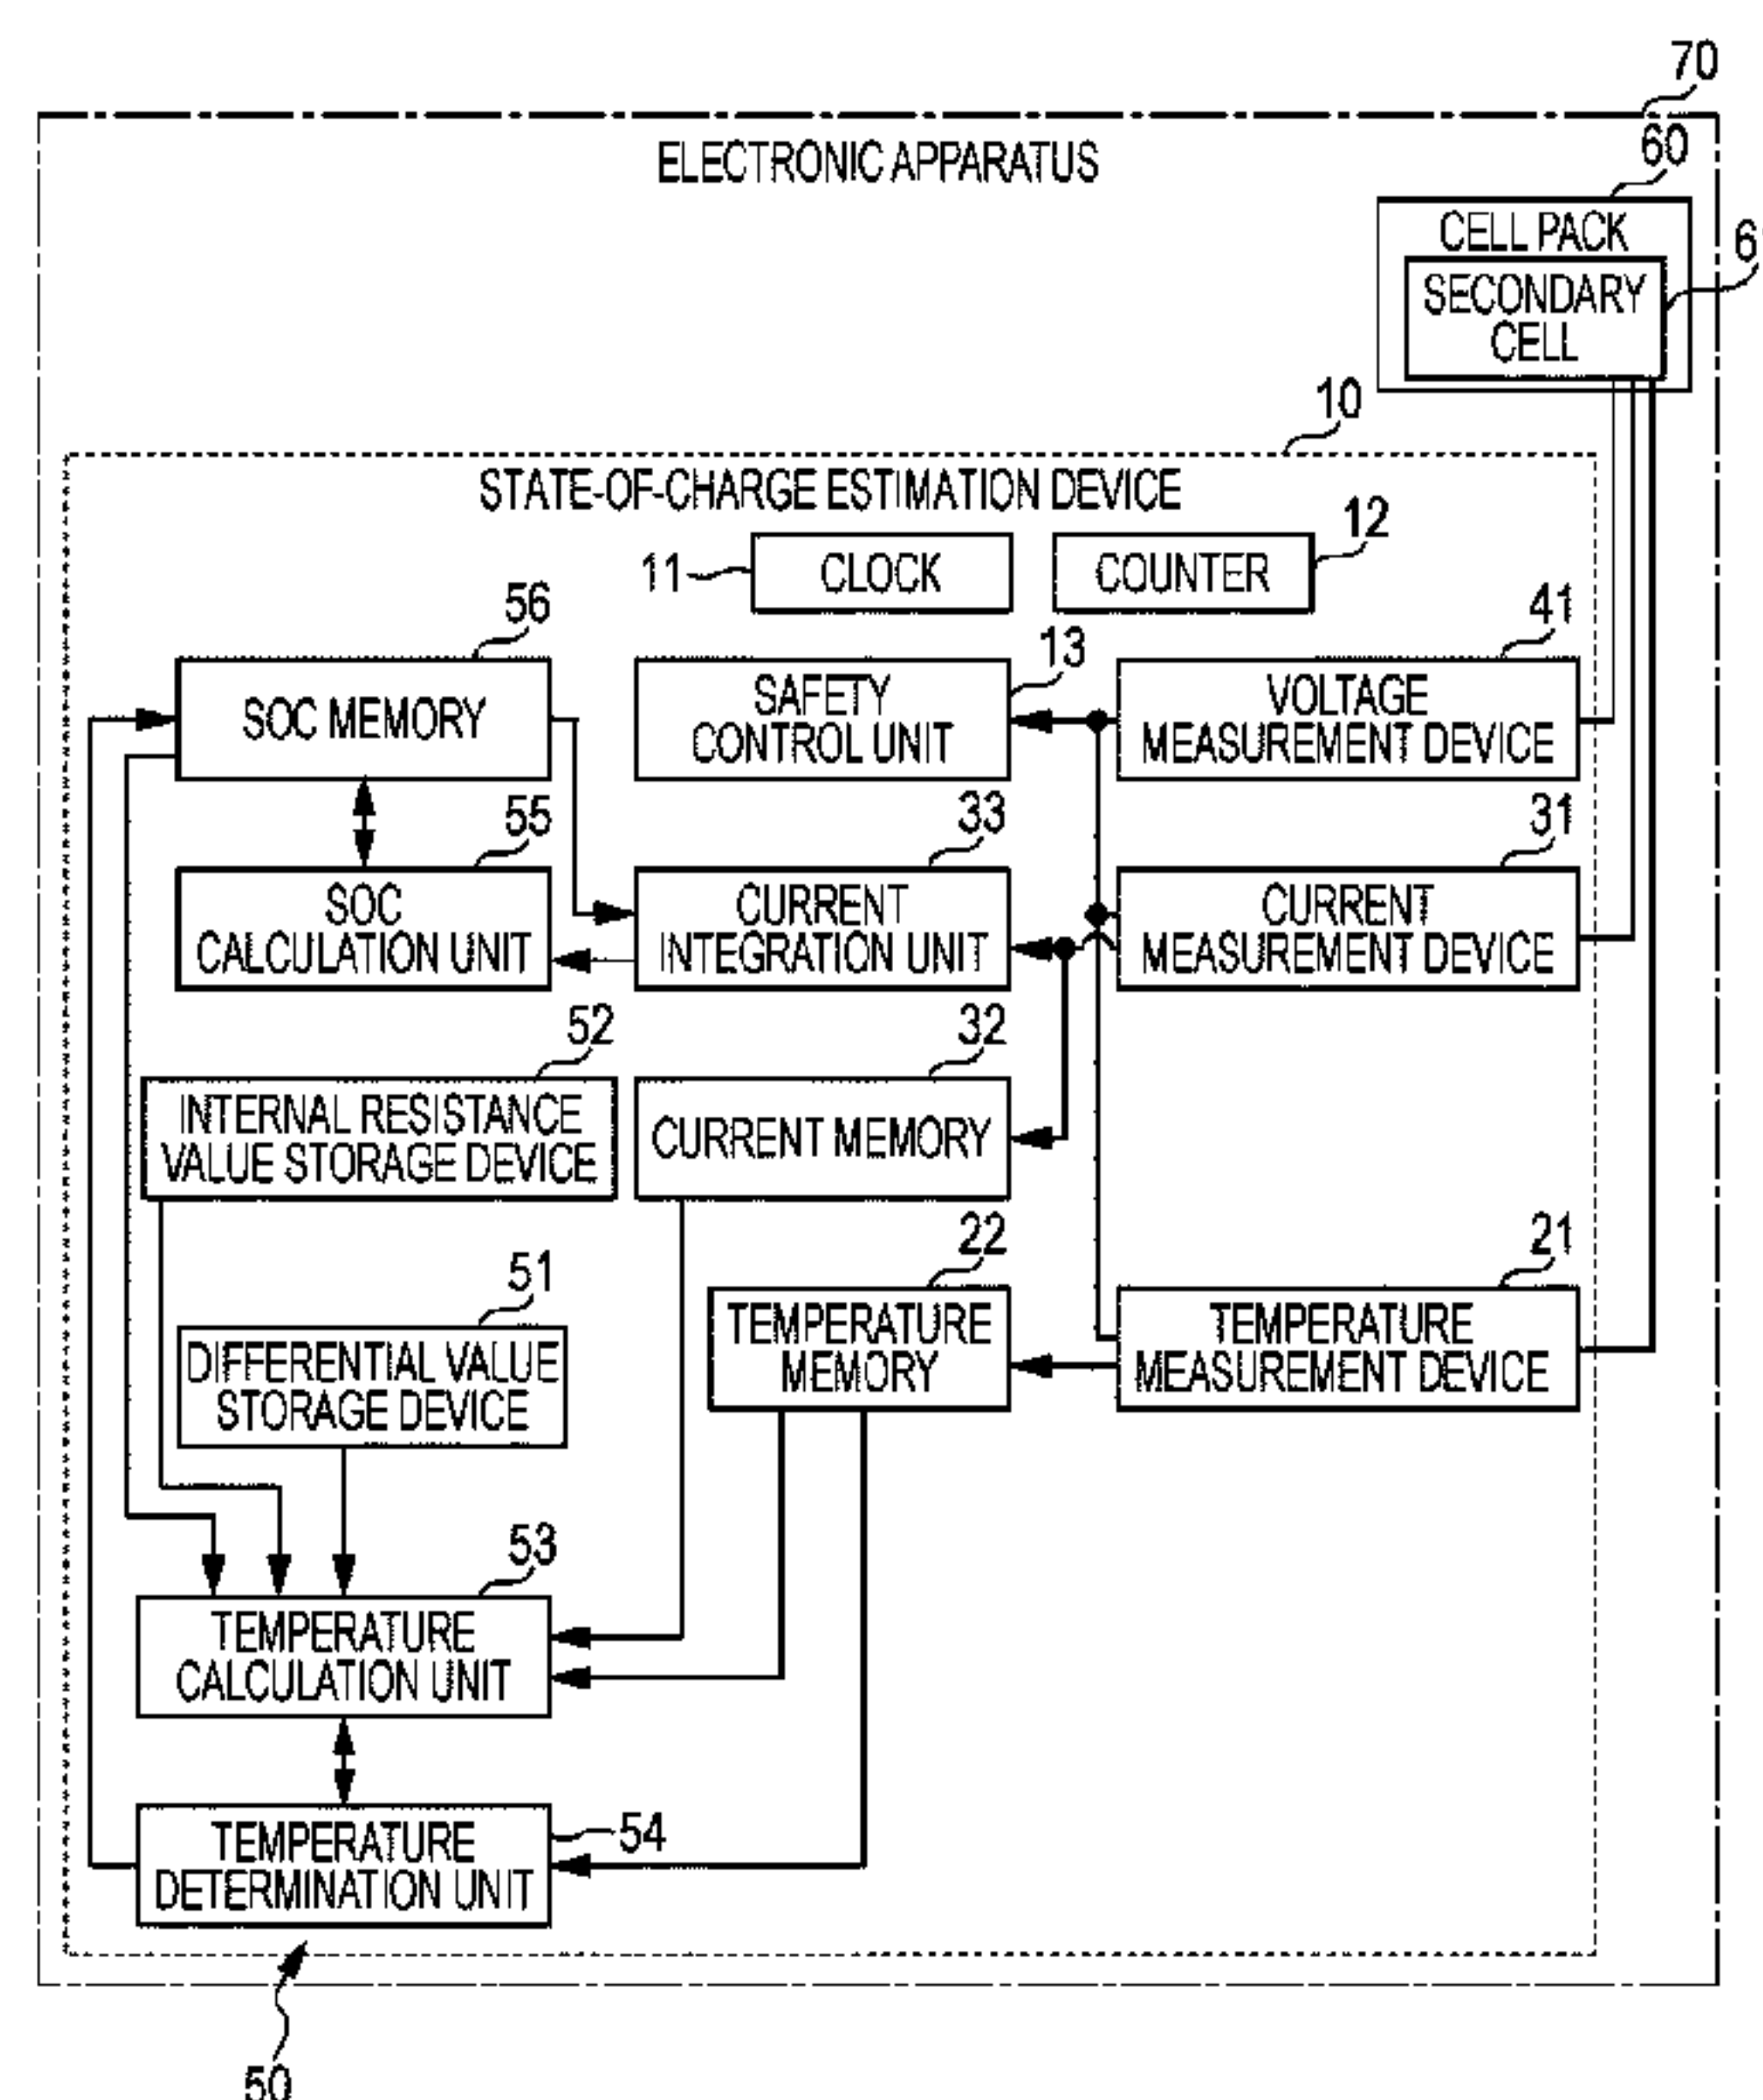 70
ELECTRONIC APPARATUS
60
CELL PACK
6
SECONDARY
CELL
10
STATE-OF-CHARGE ESTIMATION DEVICE
12
11
CLOCK
COUNTER
56
41
13
SOC MEMORY
SAFETY
CONTROL UNIT
VOLTAGE
MEASUREMENT DEVICE
55
33
31
SOC
CALCULATION UNIT
CURRENT
INTEGRATION UNIT
CURRENT
MEASUREMENT DEVICE
52
32
INTERNAL RESISTANCE
VALUE STORAGE DEVICE
CURRENT MEMORY
22
21
51
TEMPERATURE
MEMORY
TEMPERATURE
MEASUREMENT DEVICE
DIFFERENTIAL VALUE
STORAGE DEVICE
53
TEMPERATURE
CALCULATION UNIT
54
TEMPERATURE
DETERMINATION UNIT
50